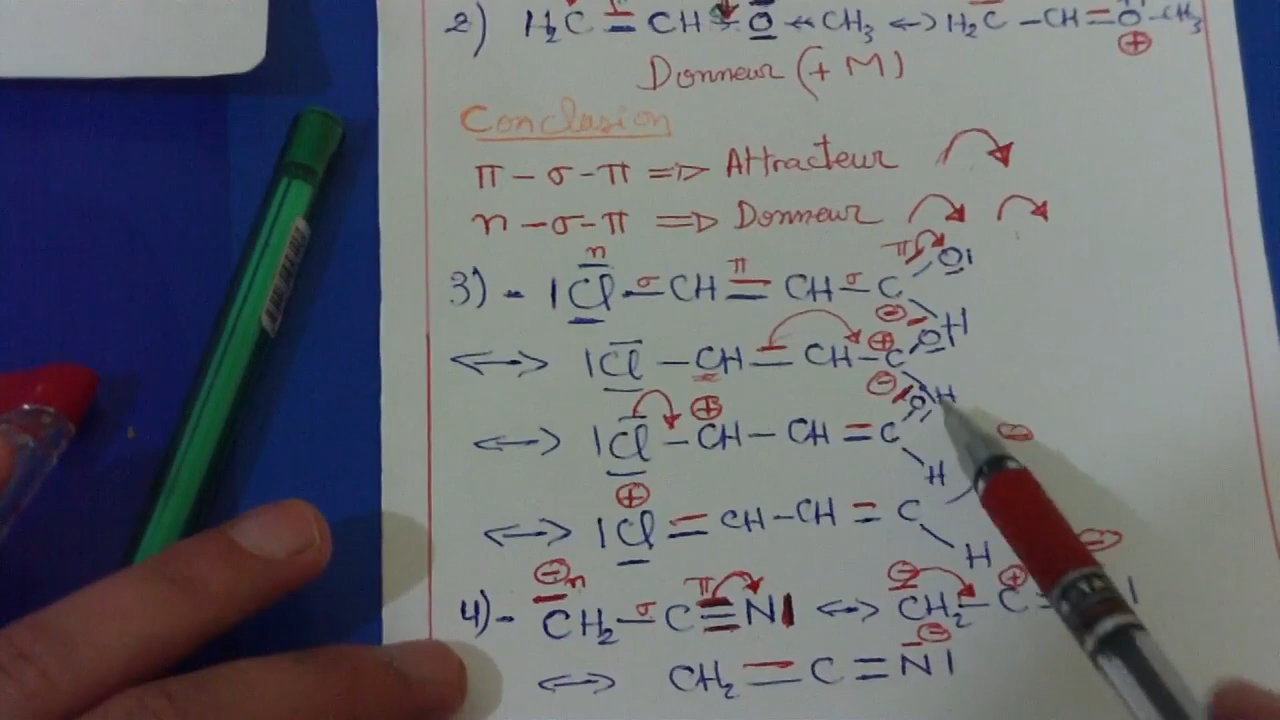 2) H₂C = CH - O - CH₃ ↔ H₂C - CH = O - CH₃
⊕
Donneur (+ M)
Conclusion
π - σ - π ⇒ Attracteur
n - σ - π ⇒ Donneur
3) - |Cl - CH = CH - C O H
n σ π σ π
↔ |Cl - CH = CH - C O H
⊖ ⊕
↔ |Cl - CH - CH = C O H
⊕ ⊖
↔ |Cl = CH - CH = C H
⊕ ⊖
4) - CH₂ - C ≡ N| ↔ CH₂ - C
⊖ n σ π ⊖ ⊕ ⊖
↔ CH₂ = C = N|
⊖